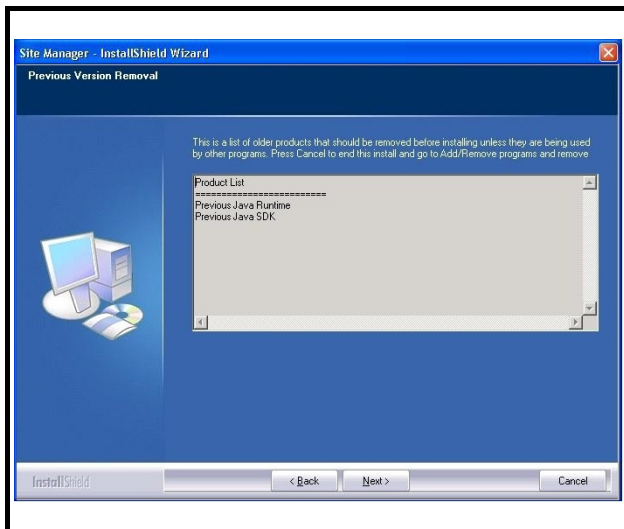 Site Manager - InstallShield Wizard
Previous Version Removal
This is a list of older products that should be removed before installing unless they are being used
by other programs. Press Cancel to end this install and go to Add/Remove programs and remove
Product List
========================
Previous Java Runtime
Previous Java SDK
InstallShield
< Back
Next >
Cancel